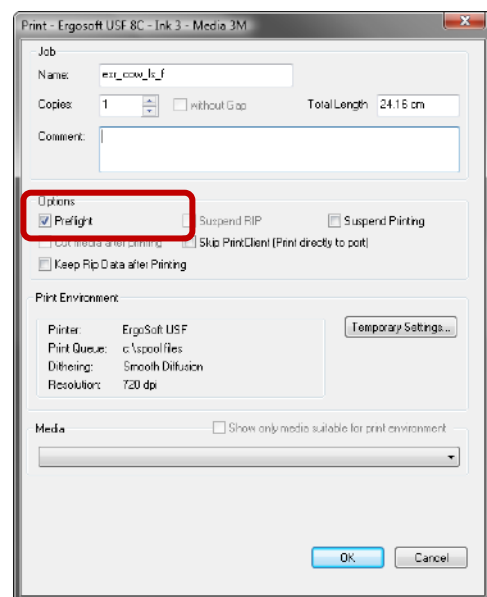 Print - Ergosoft USF 8C - Ink 3 - Media 3M
Job
Name:
Copies: 1 without Gap Total Length 24.16 cm
Comment:
Options
Preflight Suspend RIP Suspend Printing
Cut media after printing Skip PrintClient (Print directly to port)
Keep Rip Data after Printing
Print Environment
Printer: ErgoSoft USF Temporary Settings...
Print Queue: c:\spoolfiles
Dithering: Smooth Diffusion
Resolution: 720 dpi
Media Show only media suitable for print environment
OK Cancel